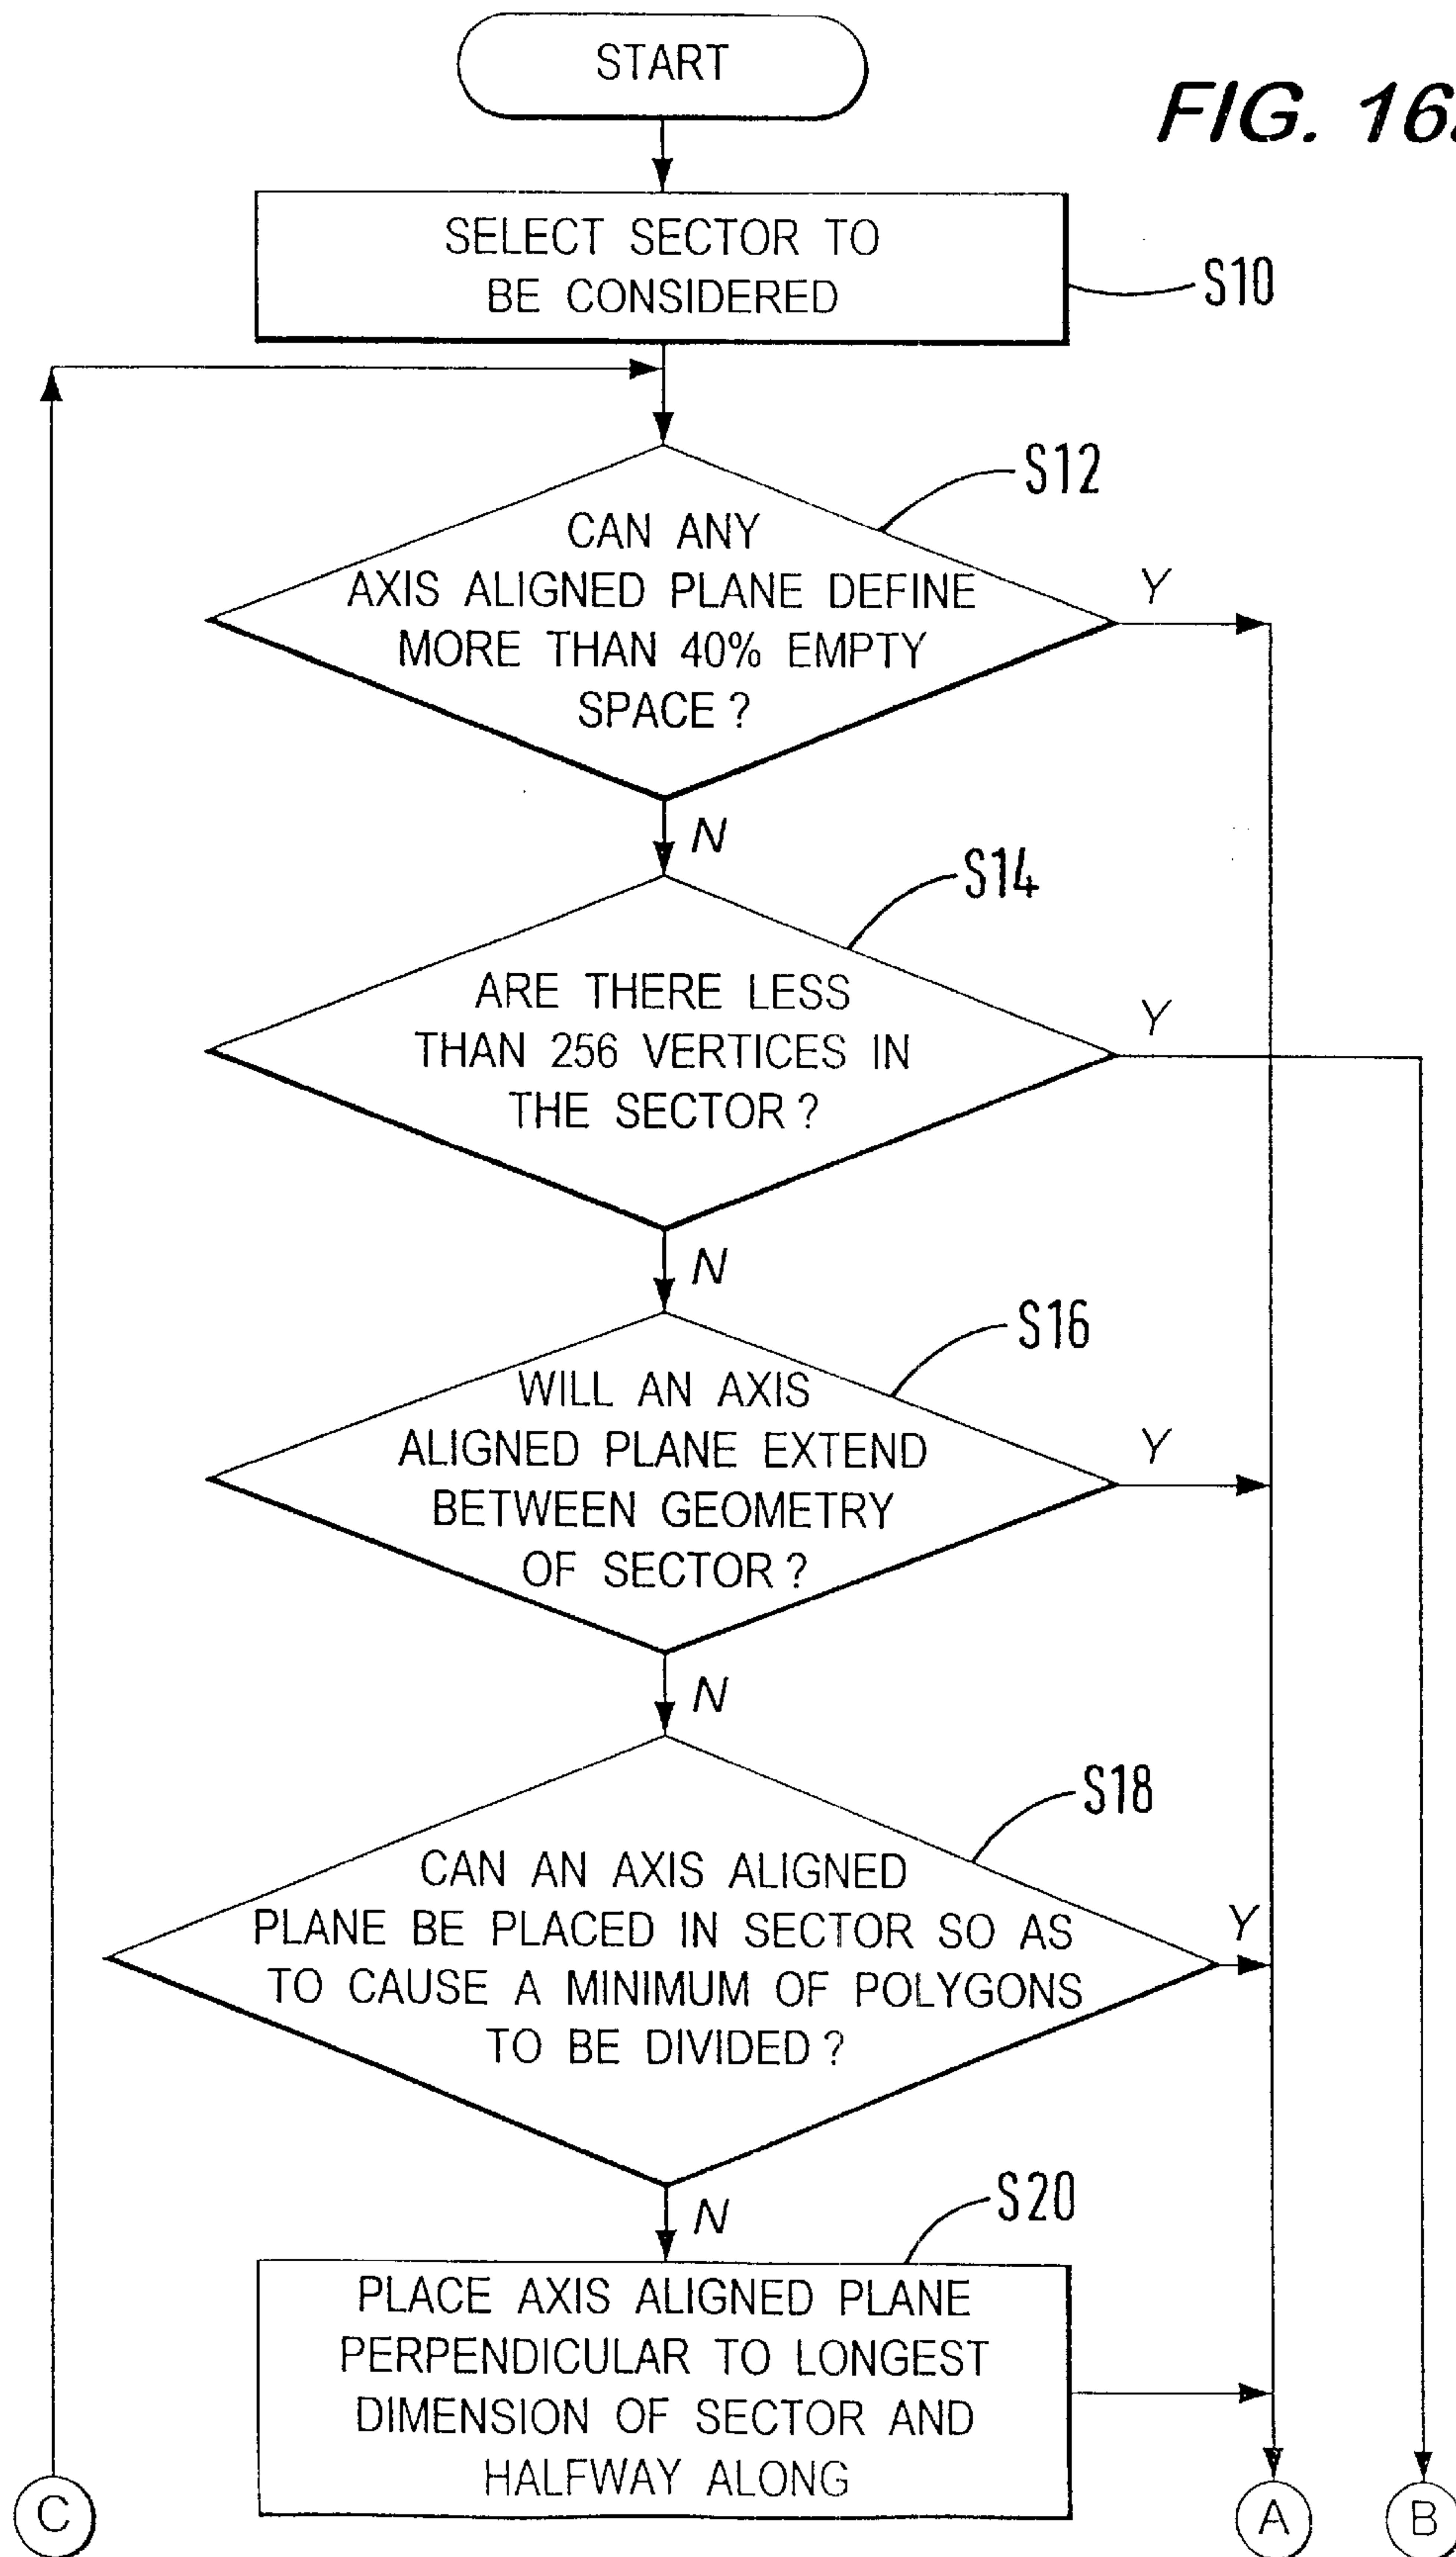 START
FIG. 16
SELECT SECTOR TO
BE CONSIDERED
S10
S12
CAN ANY
AXIS ALIGNED PLANE DEFINE
MORE THAN 40% EMPTY
SPACE ?
Y
N
S14
ARE THERE LESS
THAN 256 VERTICES IN
THE SECTOR ?
Y
N
S16
WILL AN AXIS
ALIGNED PLANE EXTEND
BETWEEN GEOMETRY
OF SECTOR ?
Y
N
S18
CAN AN AXIS ALIGNED
PLANE BE PLACED IN SECTOR SO AS
TO CAUSE A MINIMUM OF POLYGONS
TO BE DIVIDED ?
Y
N
S20
PLACE AXIS ALIGNED PLANE
PERPENDICULAR TO LONGEST
DIMENSION OF SECTOR AND
HALFWAY ALONG
C
A
B